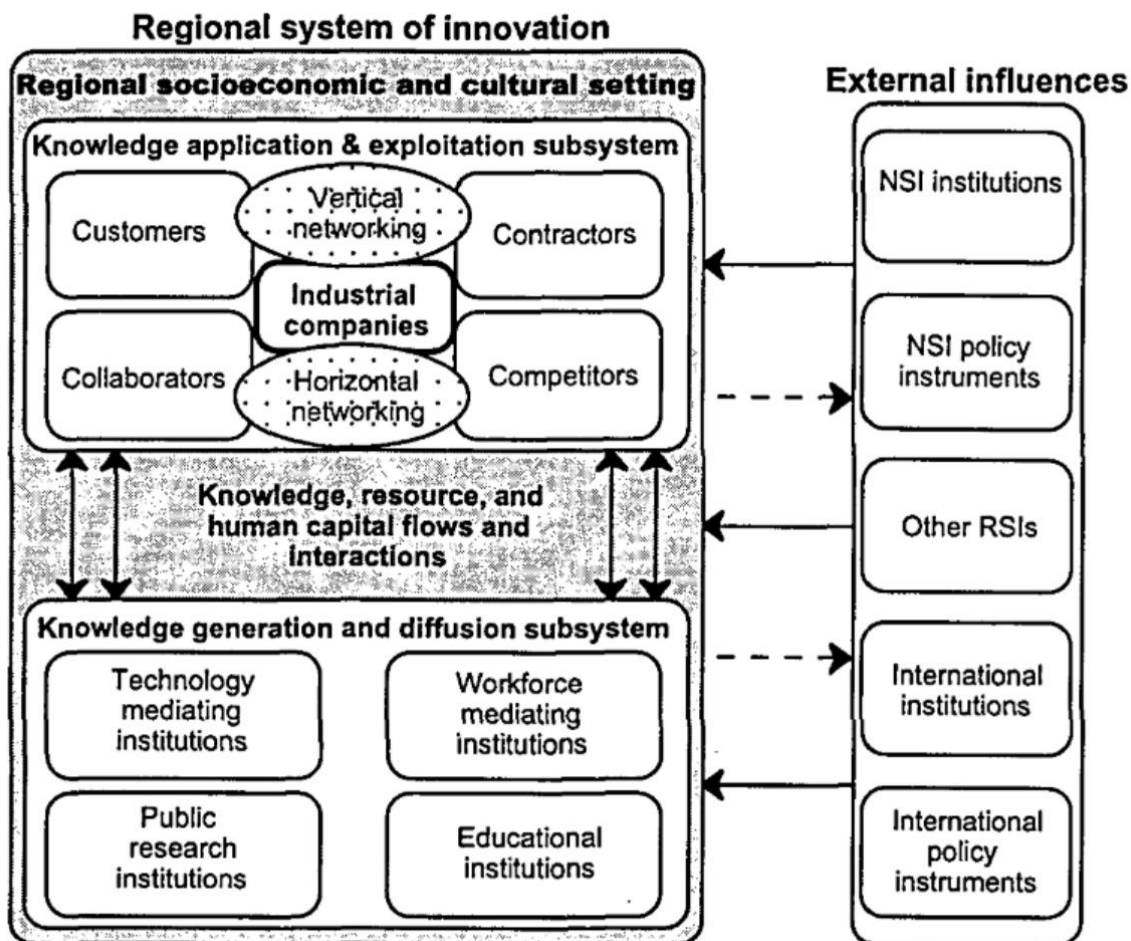 Regional system of innovation
Regional socioeconomic and cultural setting
Knowledge application & exploitation subsystem
Customers
Vertical
networking
Contractors
Industrial
companies
Collaborators
Horizontal
networking
Competitors
Knowledge, resource, and
human capital flows and
interactions
Knowledge generation and diffusion subsystem
Technology
mediating
institutions
Workforce
mediating
institutions
Public
research
institutions
Educational
institutions
External influences
NSI institutions
NSI policy
instruments
Other RSIs
International
institutions
International
policy
instruments